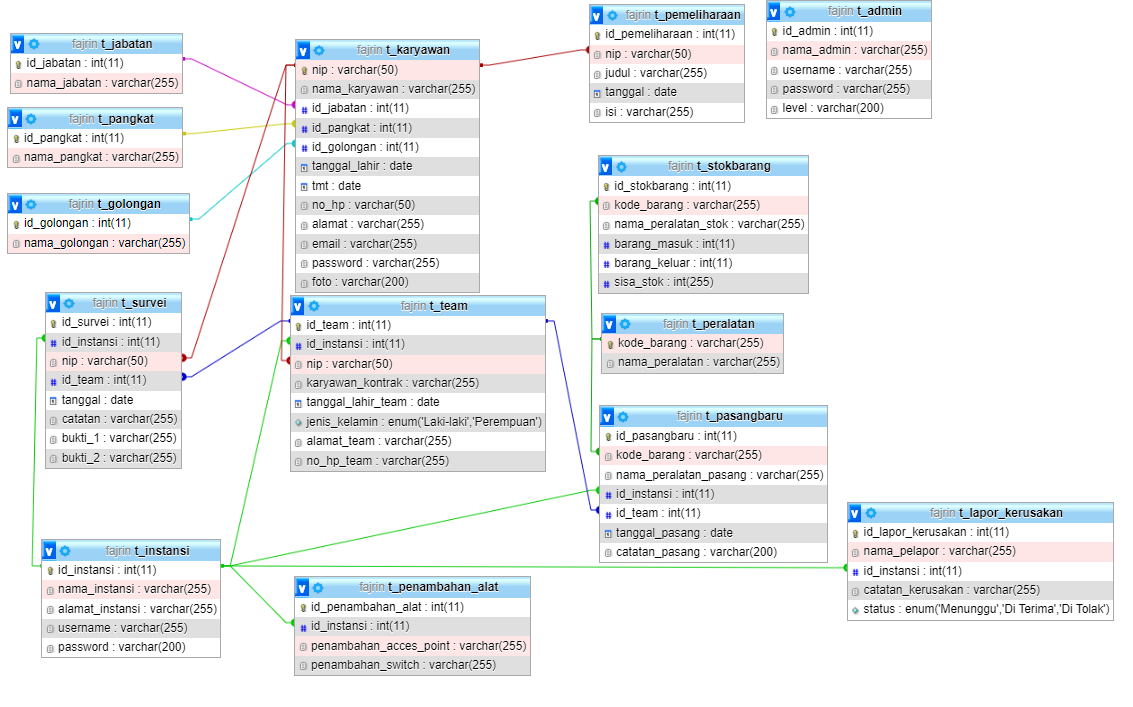 fajrin t_jabatan
id_jabatan : int(11)
nama_jabatan : varchar(255)
fajrin t_pangkat
id_pangkat : int(11)
nama_pangkat : varchar(255)
fajrin t_golongan
id_golongan : int(11)
nama_golongan : varchar(255)
fajrin t_karyawan
nip : varchar(50)
nama_karyawan : varchar(255)
id_jabatan : int(11)
id_pangkat : int(11)
id_golongan : int(11)
tanggal_lahir : date
tmt : date
no_hp : varchar(50)
alamat : varchar(255)
email : varchar(255)
password : varchar(255)
foto : varchar(200)
fajrin t_pemeliharaan
id_pemeliharaan : int(11)
nip : varchar(50)
judul : varchar(255)
tanggal : date
isi : varchar(255)
fajrin t_admin
id_admin : int(11)
nama_admin : varchar(255)
username : varchar(255)
password : varchar(255)
level : varchar(200)
fajrin t_stokbarang
id_stokbarang : int(11)
kode_barang : varchar(255)
nama_peralatan_stok : varchar(255)
barang_masuk : int(11)
barang_keluar : int(11)
sisa_stok : int(255)
fajrin t_survei
id_survei : int(11)
id_instansi : int(11)
nip : varchar(50)
id_team : int(11)
tanggal : date
catatan : varchar(255)
bukti_1 : varchar(255)
bukti_2 : varchar(255)
fajrin t_team
id_team : int(11)
id_instansi : int(11)
nip : varchar(50)
karyawan_kontrak : varchar(255)
tanggal_lahir_team : date
jenis_kelamin : enum('Laki-laki','Perempuan')
alamat_team : varchar(255)
no_hp_team : varchar(255)
fajrin t_peralatan
kode_barang : varchar(255)
nama_peralatan : varchar(255)
fajrin t_pasangbaru
id_pasangbaru : int(11)
kode_barang : varchar(255)
nama_peralatan_pasang : varchar(255)
id_instansi : int(11)
id_team : int(11)
tanggal_pasang : date
catatan_pasang : varchar(200)
fajrin t_lapor_kerusakan
id_lapor_kerusakan : int(11)
nama_pelapor : varchar(255)
id_instansi : int(11)
catatan_kerusakan : varchar(255)
status : enum('Menunggu','Di Terima','Di Tolak')
fajrin t_instansi
id_instansi : int(11)
nama_instansi : varchar(255)
alamat_instansi : varchar(255)
username : varchar(255)
password : varchar(200)
fajrin t_penambahan_alat
id_penambahan_alat : int(11)
id_instansi : int(11)
penambahan_acces_point : varchar(255)
penambahan_switch : varchar(255)